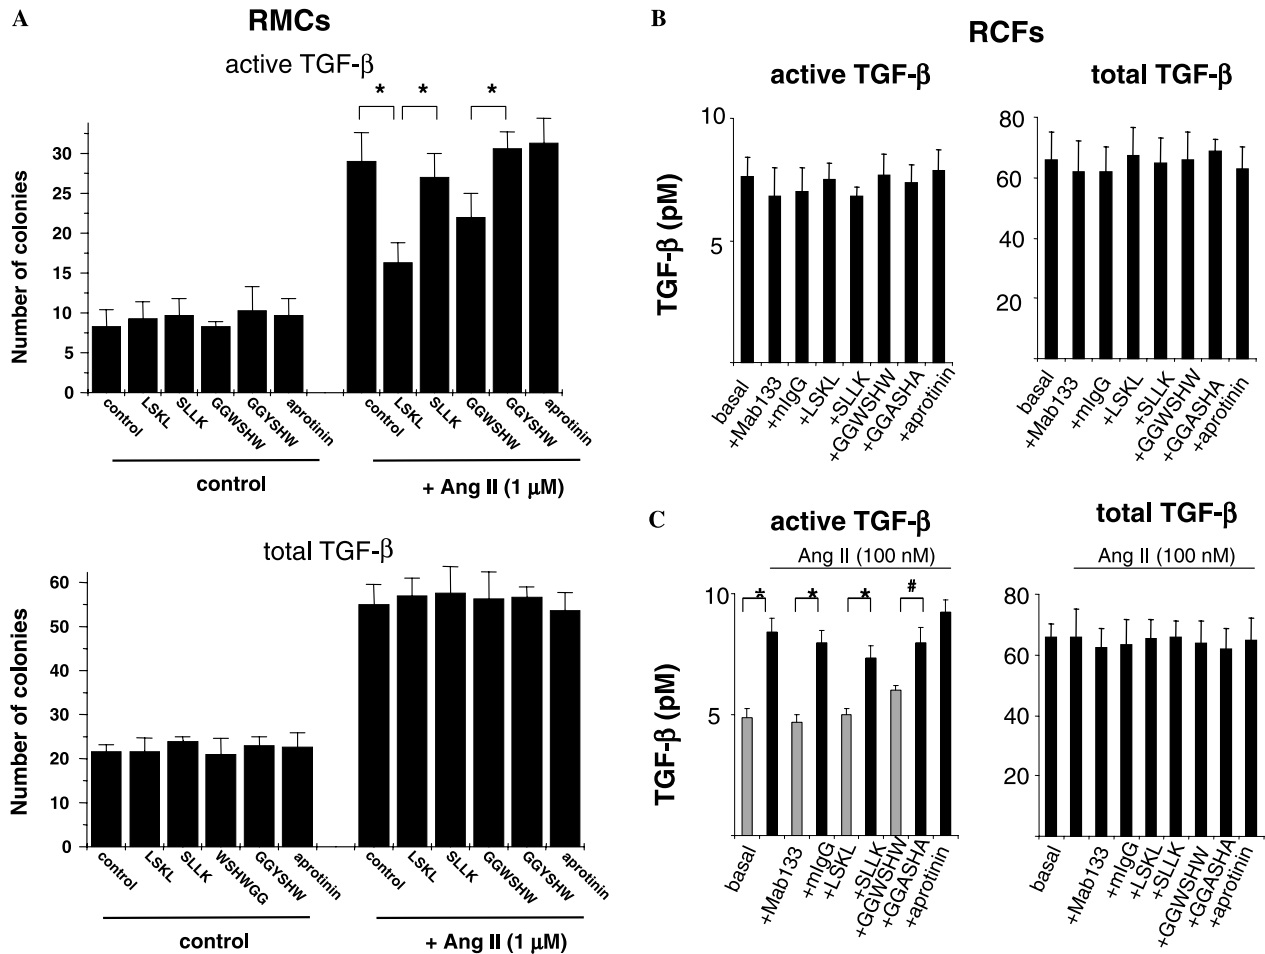 A
RMCs
active TGF-β
Number of colonies
30
25
20
15
10
5
0
* * *
control
LSKL
SLLK
GGWSHW
GGYSHW
aprotinin
control
LSKL
SLLK
GGWSHW
GGYSHW
aprotinin
control
+ Ang II (1 μM)
total TGF-β
Number of colonies
60
50
40
30
20
10
0
control
LSKL
SLLK
WSHWGG
GGYSHW
aprotinin
control
LSKL
SLLK
GGWSHW
GGYSHW
aprotinin
control
+ Ang II (1 μM)
B
RCFs
active TGF-β
TGF-β (pM)
10
5
basal
+Mab133
+mIgG
+LSKL
+SLLK
+GGWSHW
+GGASHA
+aprotinin
total TGF-β
80
60
40
20
basal
+Mab133
+mIgG
+LSKL
+SLLK
+GGWSHW
+GGASHA
+aprotinin
C
active TGF-β
Ang II (100 nM)
TGF-β (pM)
10
5
* * * #
basal
+Mab133
+mIgG
+LSKL
+SLLK
+GGWSHW
+GGASHA
+aprotinin
total TGF-β
Ang II (100 nM)
80
60
40
20
basal
+Mab133
+mIgG
+LSKL
+SLLK
+GGWSHW
+GGASHA
+aprotinin